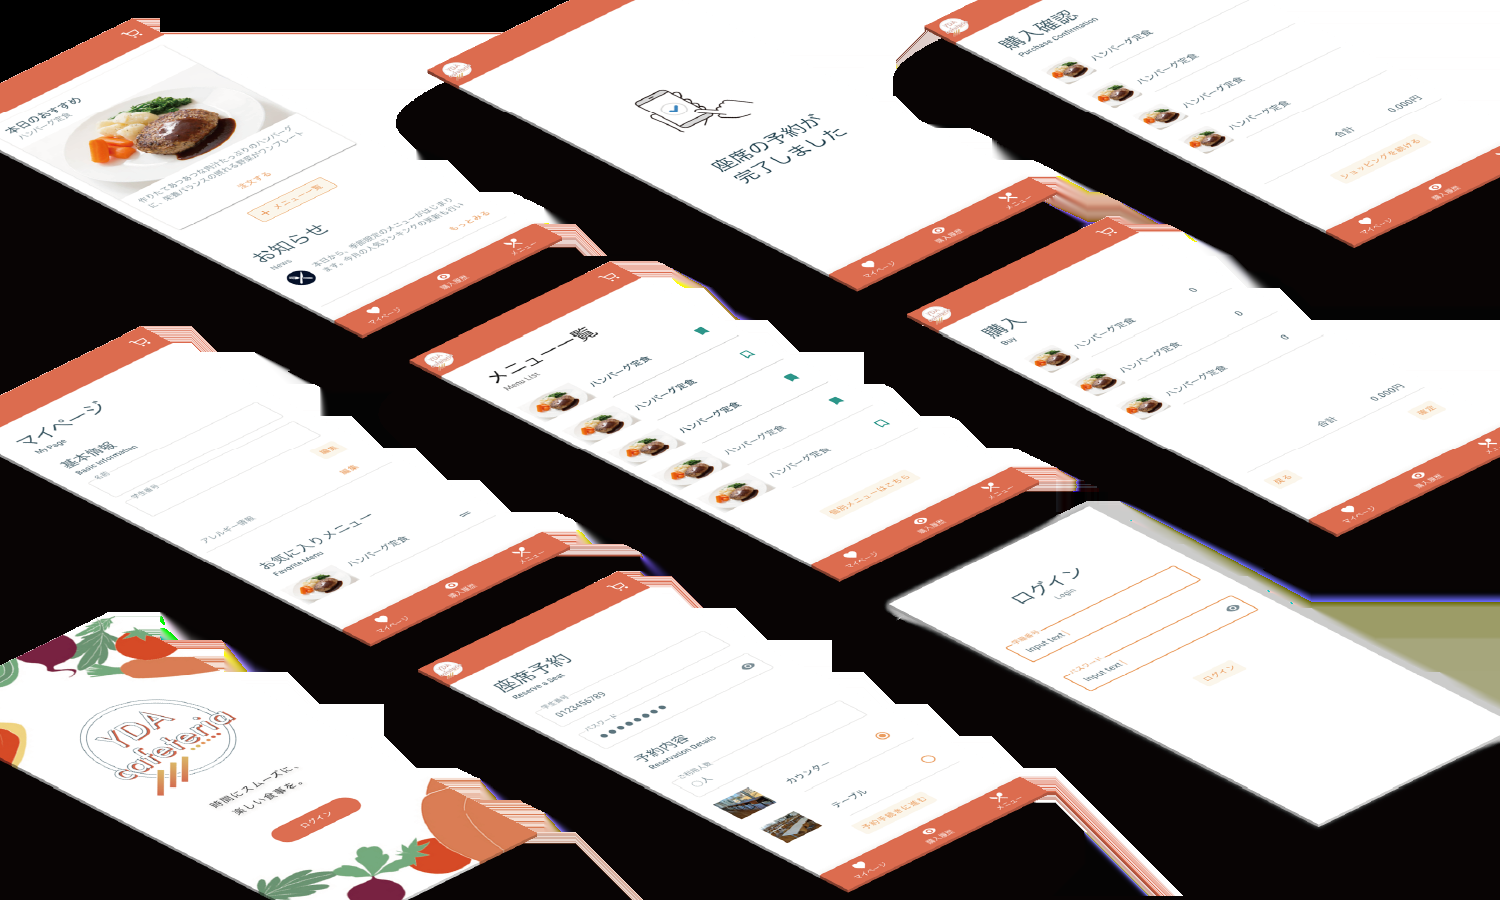 本日のおすすめ
ハンバーグ定食
作りたてあつあつな肉汁たっぷりのハンバーグ
に、栄養バランスの摂れる野菜がワンプレート
注文する
+ メニュー一覧
お知らせ
News
本日から、季節限定のメニューがはじまり
ます。今月の人気ランキングの更新も行い
もっとみる
マイページ
購入履歴
メニュー
座席の予約が
完了しました
マイページ
購入履歴
メニュー
購入確認
Purchase Confirmation
ハンバーグ定食
ハンバーグ定食
ハンバーグ定食
ハンバーグ定食
合計
0,000円
ショッピングを続ける
マイページ
購入履歴
マイページ
My Page
基本情報
Basic Information
名前
学生番号
編集
編集
アレルギー情報
お気に入りメニュー
Favorite Menu
ハンバーグ定食
マイページ
購入履歴
メニュー
メニュー一覧
Menu List
ハンバーグ定食
ハンバーグ定食
ハンバーグ定食
ハンバーグ定食
ハンバーグ定食
個別メニューはこちら
マイページ
購入履歴
メニュー
購入
Buy
ハンバーグ定食
0
ハンバーグ定食
0
ハンバーグ定食
0
合計
0,000円
確定
戻る
マイページ
購入履歴
YDA
cafeteria
時間にスムーズに、
楽しい食事を。
ログイン
座席予約
Reserve a Seat
学生番号
0123456789
パスワード
予約内容
Reservation Details
ご利用人数
〇人
カウンター
テーブル
予約手続きに進む
マイページ
購入履歴
メニュー
ログイン
Login
学籍番号
Input text
パスワード
Input text
ログイン